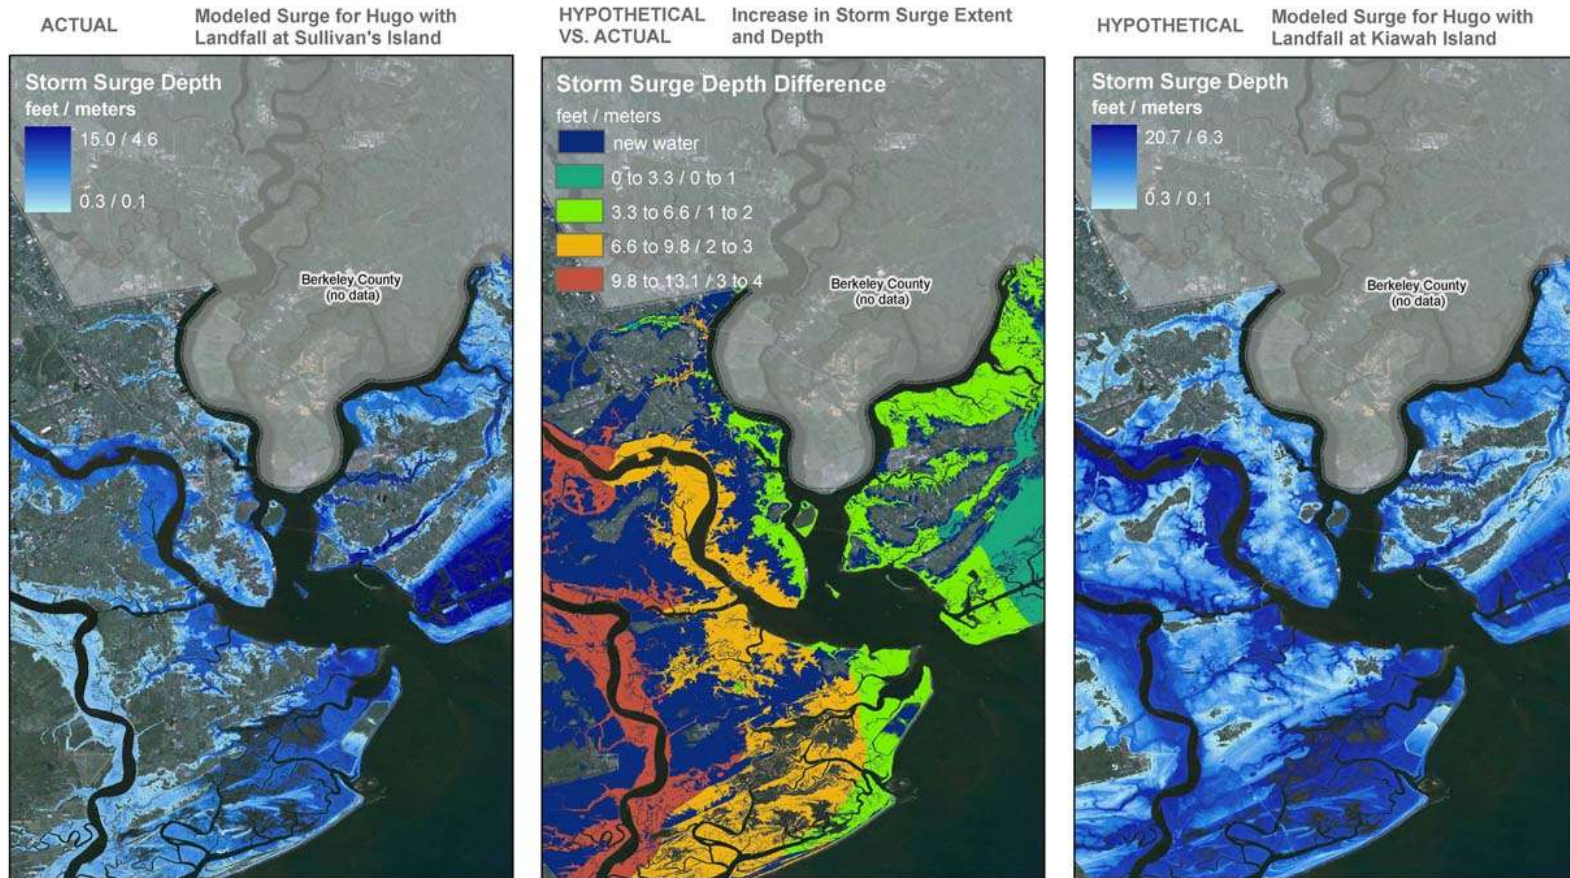 ACTUAL
Modeled Surge for Hugo with
Landfall at Sullivan's Island
Storm Surge Depth
feet / meters
15.0 / 4.6
0.3 / 0.1
Berkeley County
(no data)
HYPOTHETICAL
VS. ACTUAL
Increase in Storm Surge Extent
and Depth
Storm Surge Depth Difference
feet / meters
new water
0 to 3.3 / 0 to 1
3.3 to 6.6 / 1 to 2
6.6 to 9.8 / 2 to 3
9.8 to 13.1 / 3 to 4
Berkeley County
(no data)
HYPOTHETICAL
Modeled Surge for Hugo with
Landfall at Kiawah Island
Storm Surge Depth
feet / meters
20.7 / 6.3
0.3 / 0.1
Berkeley County
(no data)